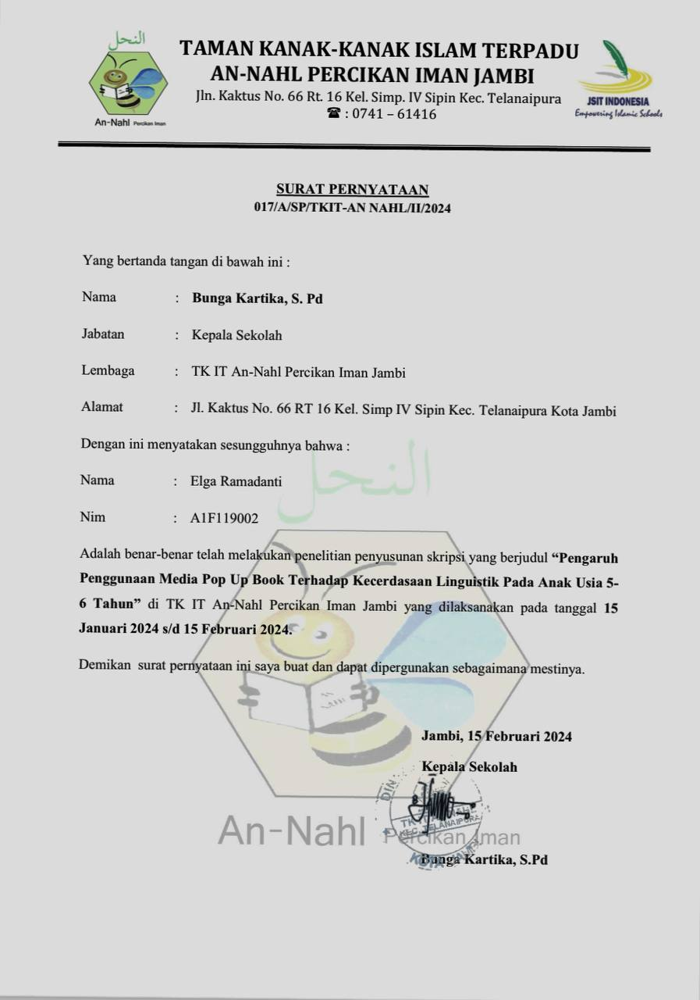 النحل
An-Nahl Percikan Iman
TAMAN KANAK-KANAK ISLAM TERPADU
AN-NAHL PERCIKAN IMAN JAMBI
Jln. Kaktus No. 66 Rt. 16 Kel. Simp. IV Sipin Kec. Telanaipura
☎ : 0741 – 61416
JSIT INDONESIA
Empowering Islamic Schools
SURAT PERNYATAAN
017/A/SP/TKIT-AN NAHL/II/2024
Yang bertanda tangan di bawah ini :
Nama : Bunga Kartika, S. Pd
Jabatan : Kepala Sekolah
Lembaga : TK IT An-Nahl Percikan Iman Jambi
Alamat : Jl. Kaktus No. 66 RT 16 Kel. Simp IV Sipin Kec. Telanaipura Kota Jambi
Dengan ini menyatakan sesungguhnya bahwa :
النحل
Nama : Elga Ramadanti
Nim : A1F119002
Adalah benar-benar telah melakukan penelitian penyusunan skripsi yang berjudul “Pengaruh
Penggunaan Media Pop Up Book Terhadap Kecerdasaan Linguistik Pada Anak Usia 5-
6 Tahun” di TK IT An-Nahl Percikan Iman Jambi yang dilaksanakan pada tanggal 15
Januari 2024 s/d 15 Februari 2024.
Demikan surat pernyataan ini saya buat dan dapat dipergunakan sebagaimana mestinya.
Jambi, 15 Februari 2024
Kepala Sekolah
KEC. TELANAIPURA
KOTA
An-Nahl Percikan Iman
Bunga Kartika, S.Pd